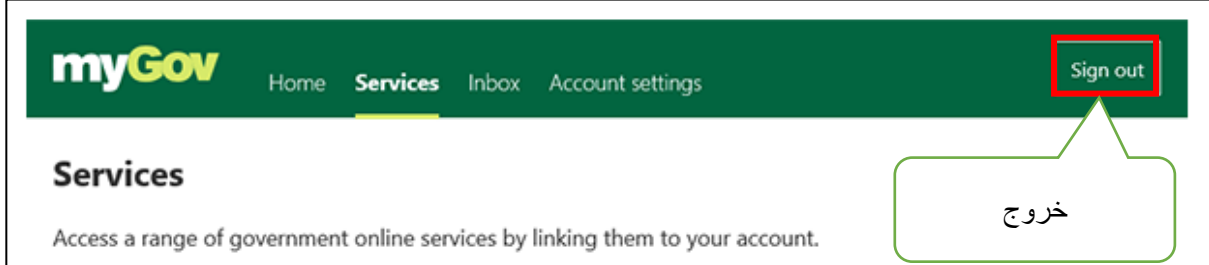 myGov Home Services Inbox Account settings Sign out
Services
خروج
Access a range of government online services by linking them to your account.